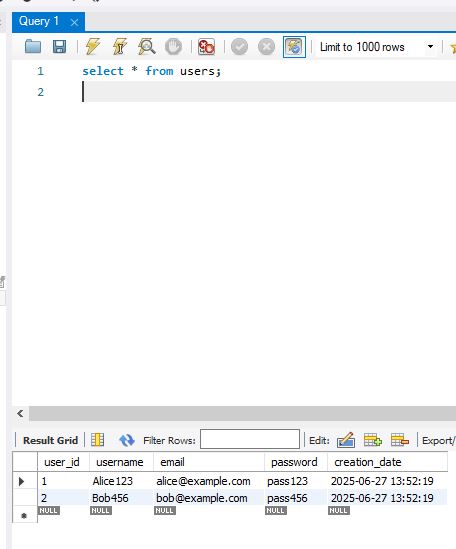 Query 1
Limit to 1000 rows
1 select * from users;
2
Result Grid Filter Rows: Edit: Export/
user_id username email password creation_date
1 Alice123 alice@example.com pass123 2025-06-27 13:52:19
2 Bob456 bob@example.com pass456 2025-06-27 13:52:19
NULL NULL NULL NULL NULL